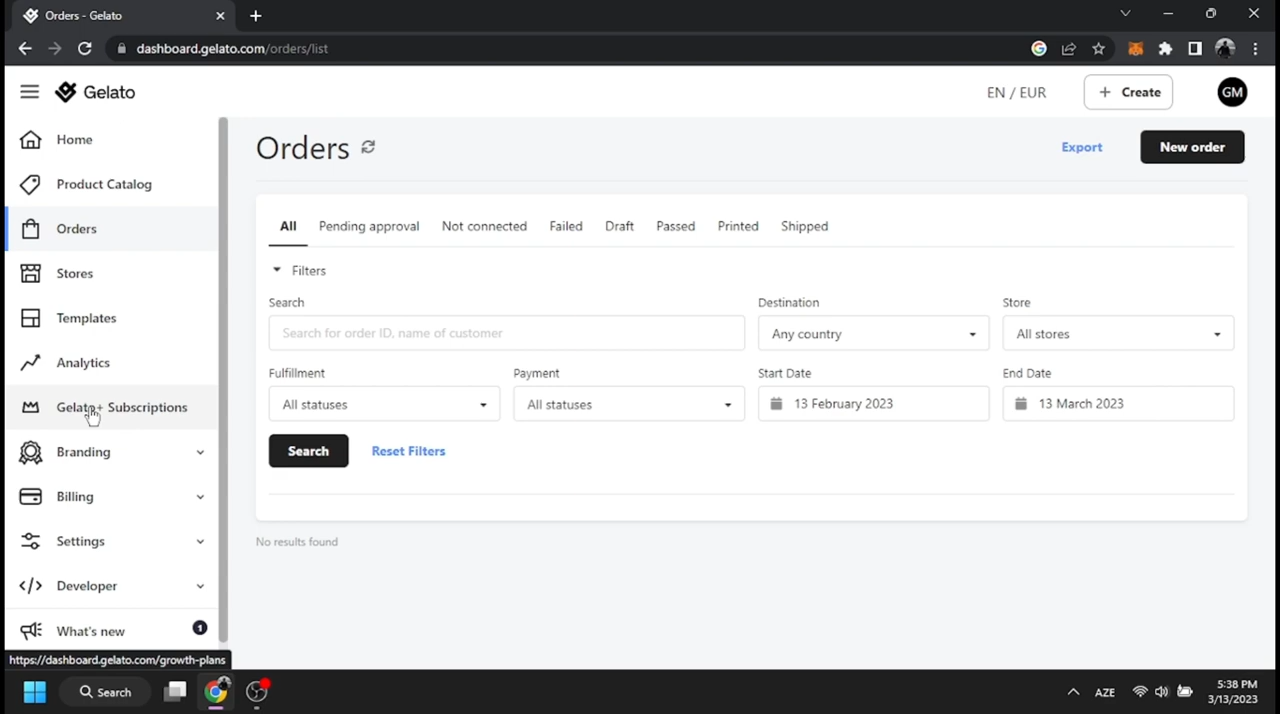 Orders - Gelato
dashboard.gelato.com/orders/list
Gelato
EN / EUR
+ Create
GM
Home
Product Catalog
Orders
Stores
Templates
Analytics
Gelato+ Subscriptions
Branding
Billing
Settings
Developer
What's new
1
https://dashboard.gelato.com/growth-plans
Orders
Export
New order
All
Pending approval
Not connected
Failed
Draft
Passed
Printed
Shipped
Filters
Search
Destination
Store
Search for order ID, name of customer
Any country
All stores
Fulfillment
Payment
Start Date
End Date
All statuses
All statuses
13 February 2023
13 March 2023
Search
Reset Filters
No results found
Search
AZE
5:38 PM
3/13/2023